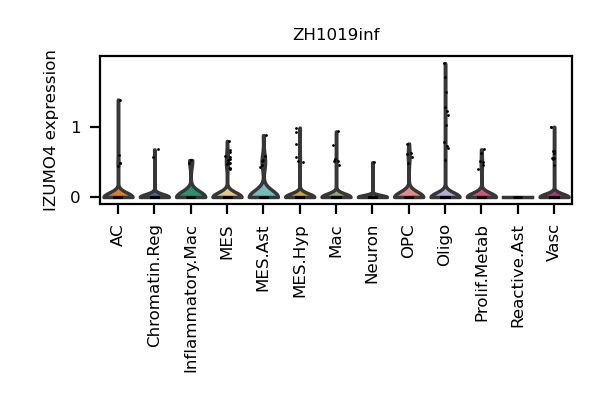 ZH1019inf
IZUMO4 expression
1
0
AC
Chromatin.Reg
Inflammatory.Mac
MES
MES.Ast
MES.Hyp
Mac
Neuron
OPC
Oligo
Prolif.Metab
Reactive.Ast
Vasc